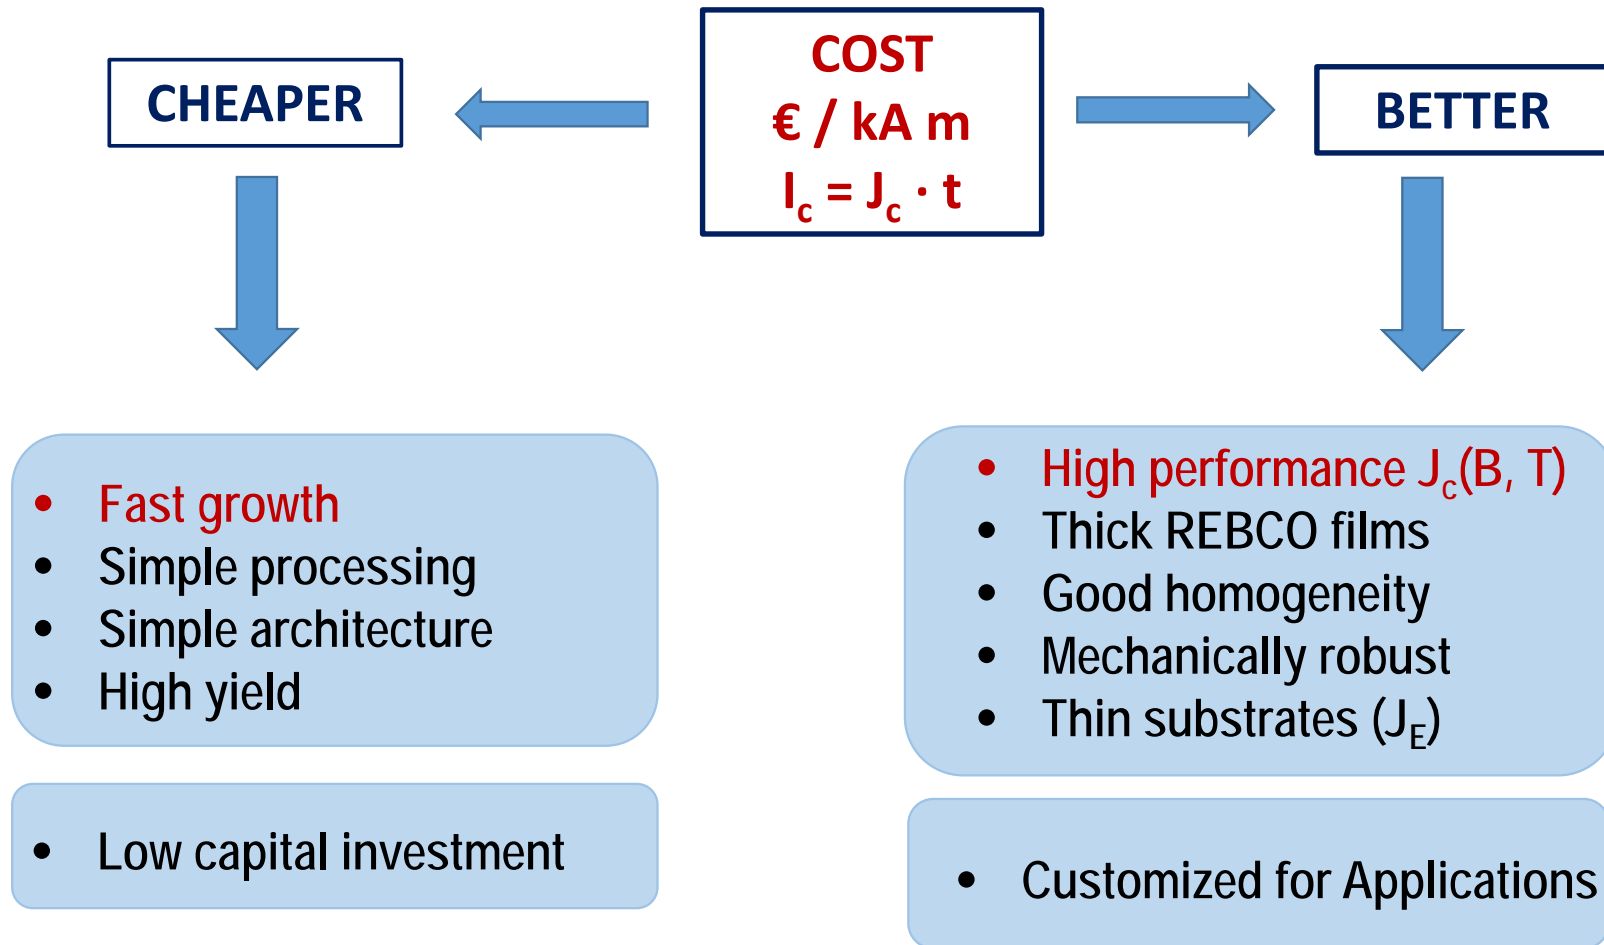 COST
€ / kA m
Ic = Jc · t
CHEAPER
BETTER
• Fast growth
• Simple processing
• Simple architecture
• High yield
• Low capital investment
• High performance Jc(B, T)
• Thick REBCO films
• Good homogeneity
• Mechanically robust
• Thin substrates (JE)
• Customized for Applications